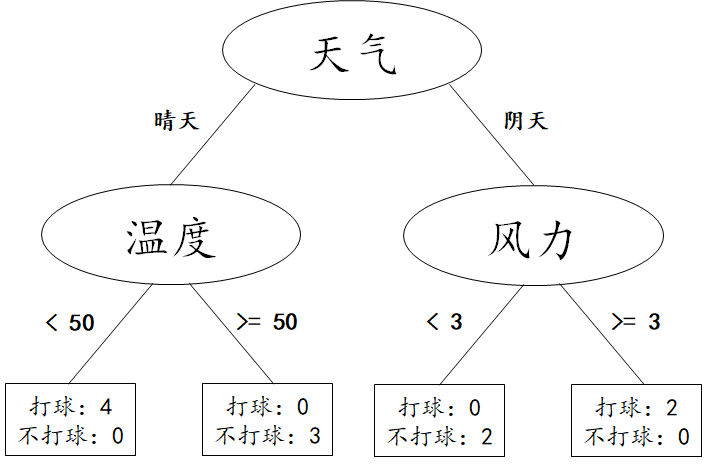 天气
晴天
阴天
温度
风力
< 50
>= 50
< 3
>= 3
打球: 4
不打球: 0
打球: 0
不打球: 3
打球: 0
不打球: 2
打球: 2
不打球: 0